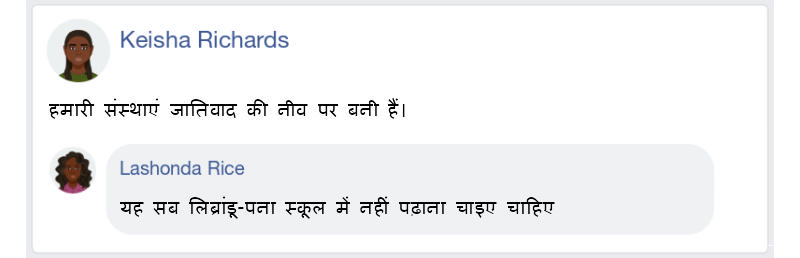 Keisha Richards
हमारी संस्थाएं जातिवाद की नीव पर बनी हैं।
Lashonda Rice
यह सब लिब्रांडू-पना स्कूल में नहीं पढ़ाना चाइए चाहिए